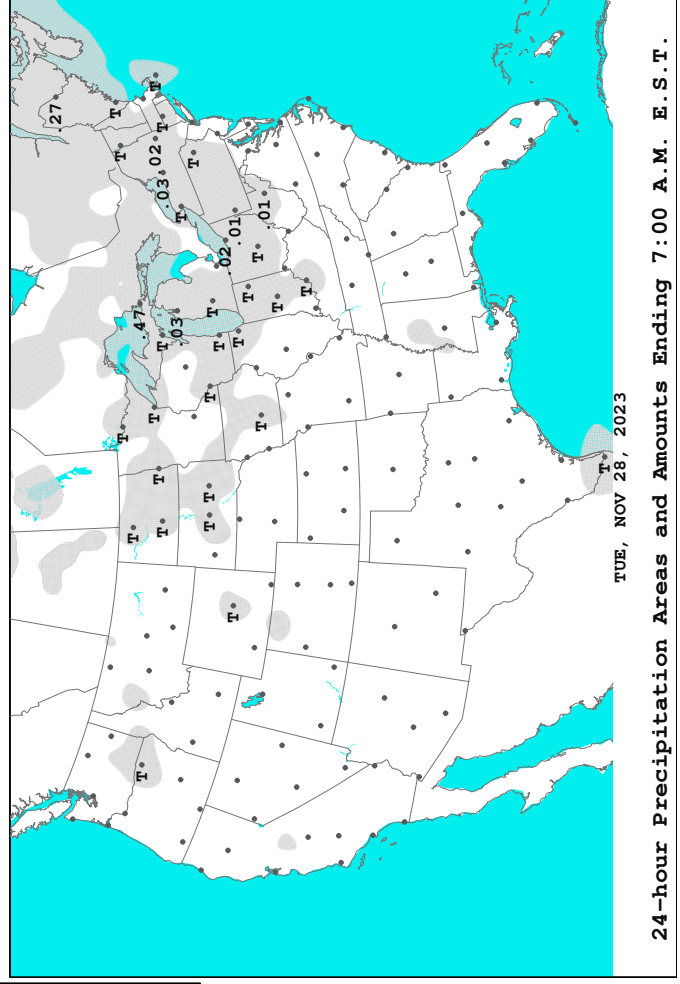 .27
T
T
T
T
.47
T
T
T
T
.02
T
T
T
T
.03
.03
T
T
T
T
T
T
T
.02
T
.01
T
T
T
T
.01
T
T
T
TUE, NOV 28, 2023
24-hour Precipitation Areas and Amounts Ending 7:00 A.M. E.S.T.